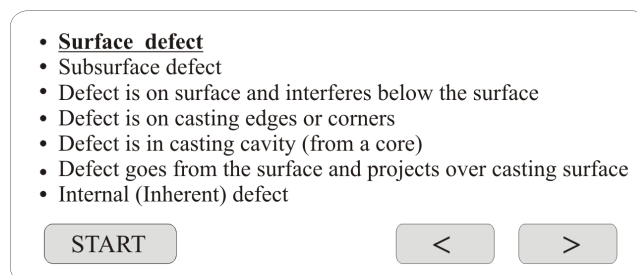 • Surface defect
• Subsurface defect
• Defect is on surface and interferes below the surface
• Defect is on casting edges or corners
• Defect is in casting cavity (from a core)
• Defect goes from the surface and projects over casting surface
• Internal (Inherent) defect
START < >